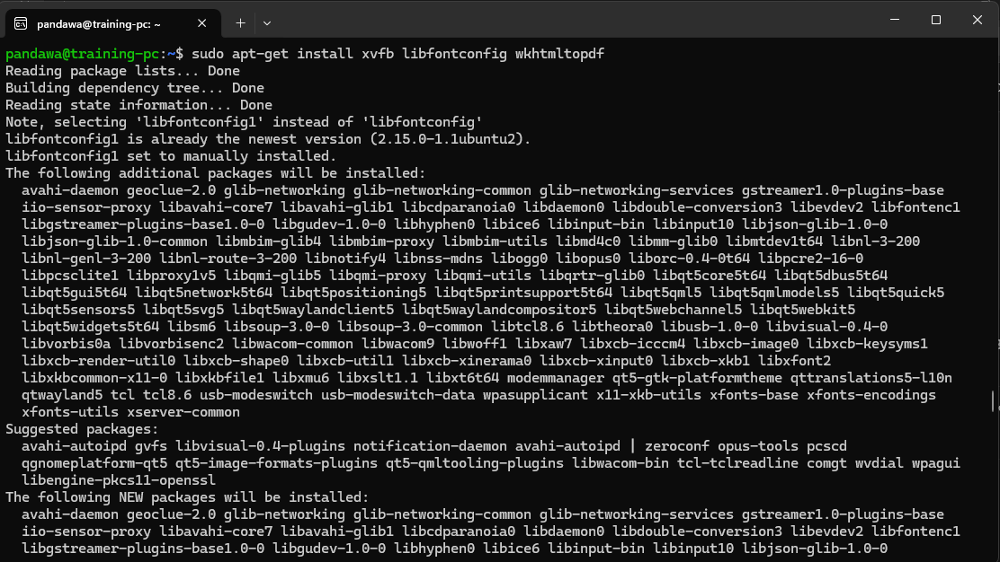 pandawa@training-pc: ~
pandawa@training-pc:~$ sudo apt-get install xvfb libfontconfig wkhtmltopdf
Reading package lists... Done
Building dependency tree... Done
Reading state information... Done
Note, selecting 'libfontconfig1' instead of 'libfontconfig'
libfontconfig1 is already the newest version (2.15.0-1.1ubuntu2).
libfontconfig1 set to manually installed.
The following additional packages will be installed:
avahi-daemon geoclue-2.0 glib-networking glib-networking-common glib-networking-services gstreamer1.0-plugins-base
iio-sensor-proxy libavahi-core7 libavahi-glib1 libcdparanoia0 libdaemon0 libdouble-conversion3 libevdev2 libfontenc1
libgstreamer-plugins-base1.0-0 libgudev-1.0-0 libhyphen0 libice6 libinput-bin libinput10 libjson-glib-1.0-0
libjson-glib-1.0-common libmbim-glib4 libmbim-proxy libmbim-utils libmd4c0 libmm-glib0 libmtdev1t64 libnl-3-200
libnl-genl-3-200 libnl-route-3-200 libnotify4 libnss-mdns libogg0 libopus0 liborc-0.4-0t64 libpcre2-16-0
libpcsclite1 libproxy1v5 libqmi-glib5 libqmi-proxy libqmi-utils libqrtr-glib0 libqt5core5t64 libqt5dbus5t64
libqt5gui5t64 libqt5network5t64 libqt5positioning5 libqt5printsupport5t64 libqt5qml5 libqt5qmlmodels5 libqt5quick5
libqt5sensors5 libqt5svg5 libqt5waylandclient5 libqt5waylandcompositor5 libqt5webchannel5 libqt5webkit5
libqt5widgets5t64 libsm6 libsoup-3.0-0 libsoup-3.0-common libtcl8.6 libtheora0 libusb-1.0-0 libvisual-0.4-0
libvorbis0a libvorbisenc2 libwacom-common libwacom9 libwoff1 libxaw7 libxcb-icccm4 libxcb-image0 libxcb-keysyms1
libxcb-render-util0 libxcb-shape0 libxcb-util1 libxcb-xinerama0 libxcb-xinput0 libxcb-xkb1 libxfont2
libxkbcommon-x11-0 libxkbfile1 libxmu6 libxslt1.1 libxt6t64 modemmanager qt5-gtk-platformtheme qttranslations5-l10n
qtwayland5 tcl tcl8.6 usb-modeswitch usb-modeswitch-data wpasupplicant x11-xkb-utils xfonts-base xfonts-encodings
xfonts-utils xserver-common
Suggested packages:
avahi-autoipd gvfs libvisual-0.4-plugins notification-daemon avahi-autoipd | zeroconf opus-tools pcscd
qgnomeplatform-qt5 qt5-image-formats-plugins qt5-qmltooling-plugins libwacom-bin tcl-tclreadline comgt wvdial wpagui
libengine-pkcs11-openssl
The following NEW packages will be installed:
avahi-daemon geoclue-2.0 glib-networking glib-networking-common glib-networking-services gstreamer1.0-plugins-base
iio-sensor-proxy libavahi-core7 libavahi-glib1 libcdparanoia0 libdaemon0 libdouble-conversion3 libevdev2 libfontenc1
libgstreamer-plugins-base1.0-0 libgudev-1.0-0 libhyphen0 libice6 libinput-bin libinput10 libjson-glib-1.0-0